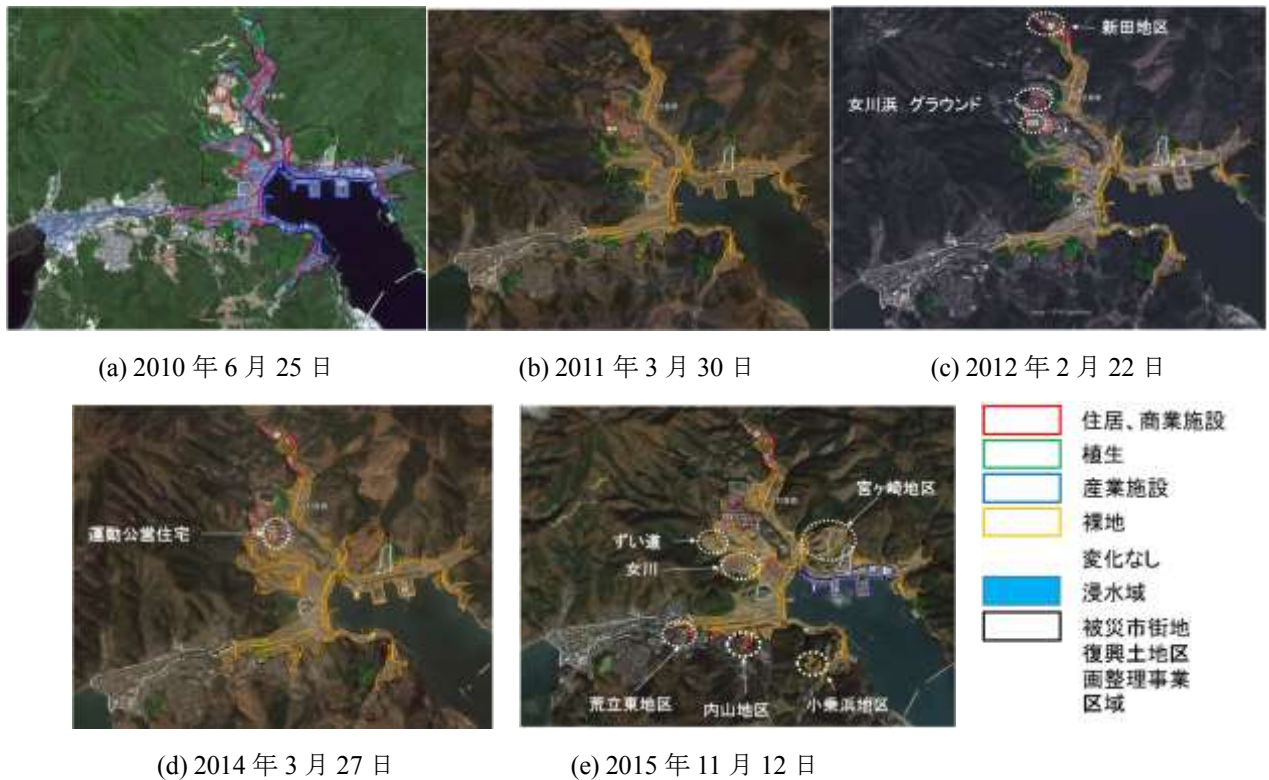 新田地区
女川浜 グラウンド
(a) 2010 年 6 月 25 日
(b) 2011 年 3 月 30 日
(c) 2012 年 2 月 22 日
運動公営住宅
宮ヶ崎地区
ずい道
女川
荒立東地区
内山地区
小乗浜地区
住居、商業施設
植生
産業施設
裸地
変化なし
浸水域
被災市街地
復興土地区
画整理事業
区域
(d) 2014 年 3 月 27 日
(e) 2015 年 11 月 12 日